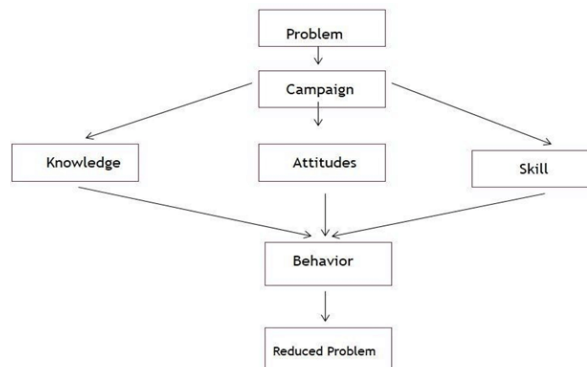 Problem
Campaign
Knowledge
Attitudes
Skill
Behavior
Reduced Problem